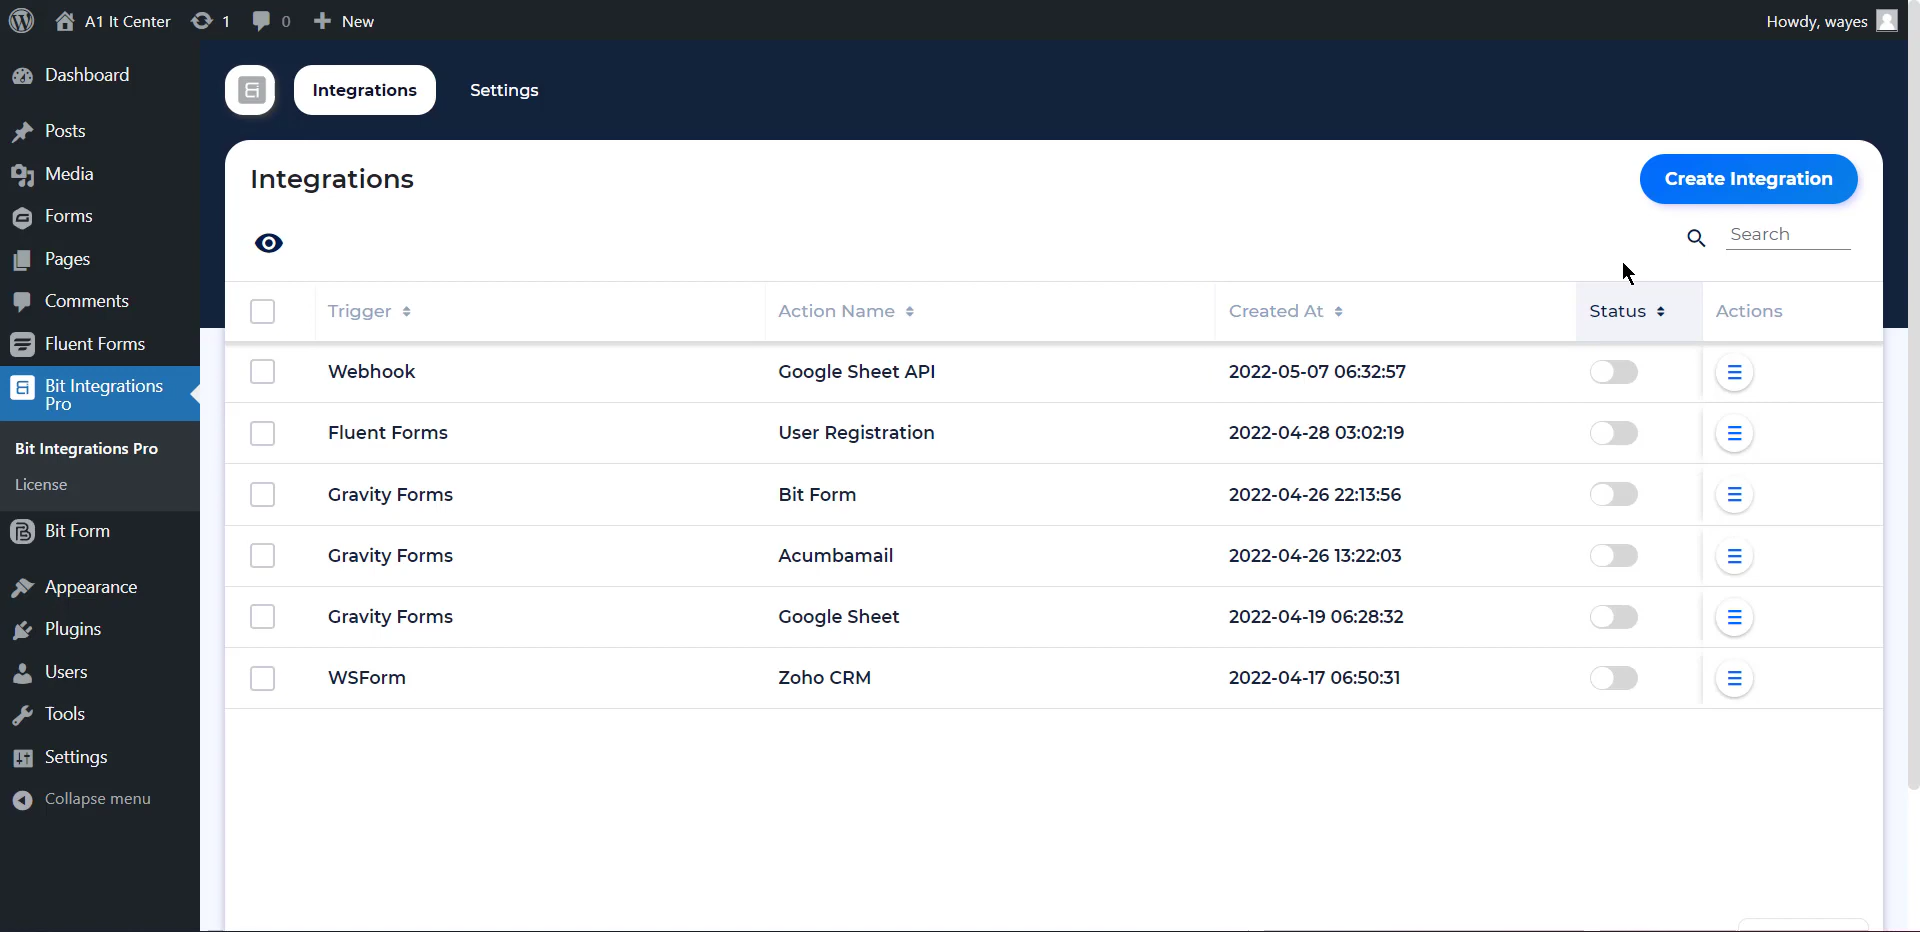 A1 It Center 1 0 New Howdy, wayes
Dashboard
Posts
Media
Forms
Pages
Comments
Fluent Forms
Bit Integrations
Pro
Bit Integrations Pro
License
Bit Form
Appearance
Plugins
Users
Tools
Settings
Collapse menu
Integrations Settings
Integrations
Create Integration
Search
Trigger Action Name Created At Status Actions
Webhook Google Sheet API 2022-05-07 06:32:57
Fluent Forms User Registration 2022-04-28 03:02:19
Gravity Forms Bit Form 2022-04-26 22:13:56
Gravity Forms Acumbamail 2022-04-26 13:22:03
Gravity Forms Google Sheet 2022-04-19 06:28:32
WSForm Zoho CRM 2022-04-17 06:50:31